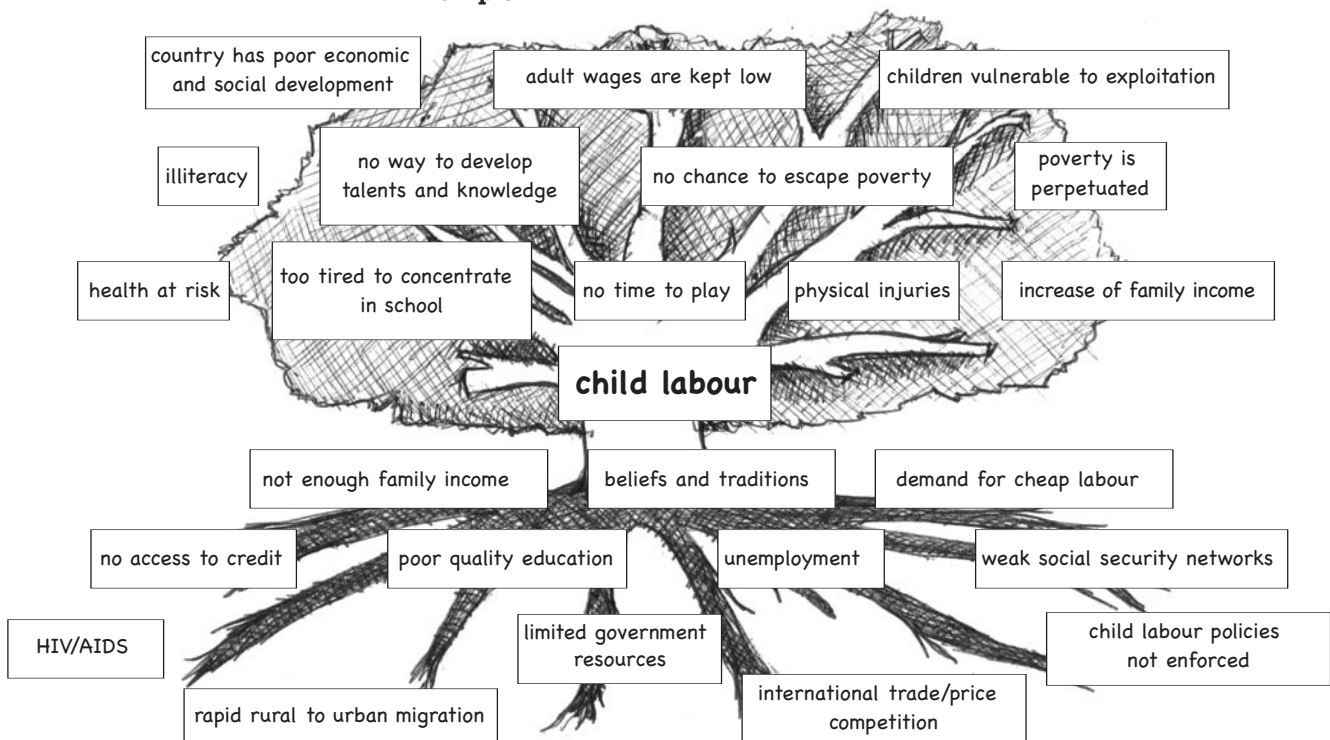 country has poor economic
and social development
adult wages are kept low
children vulnerable to exploitation
illiteracy
no way to develop
talents and knowledge
no chance to escape poverty
poverty is
perpetuated
health at risk
too tired to concentrate
in school
no time to play
physical injuries
increase of family income
child labour
not enough family income
beliefs and traditions
demand for cheap labour
no access to credit
poor quality education
unemployment
weak social security networks
HIV/AIDS
limited government
resources
child labour policies
not enforced
rapid rural to urban migration
international trade/price
competition